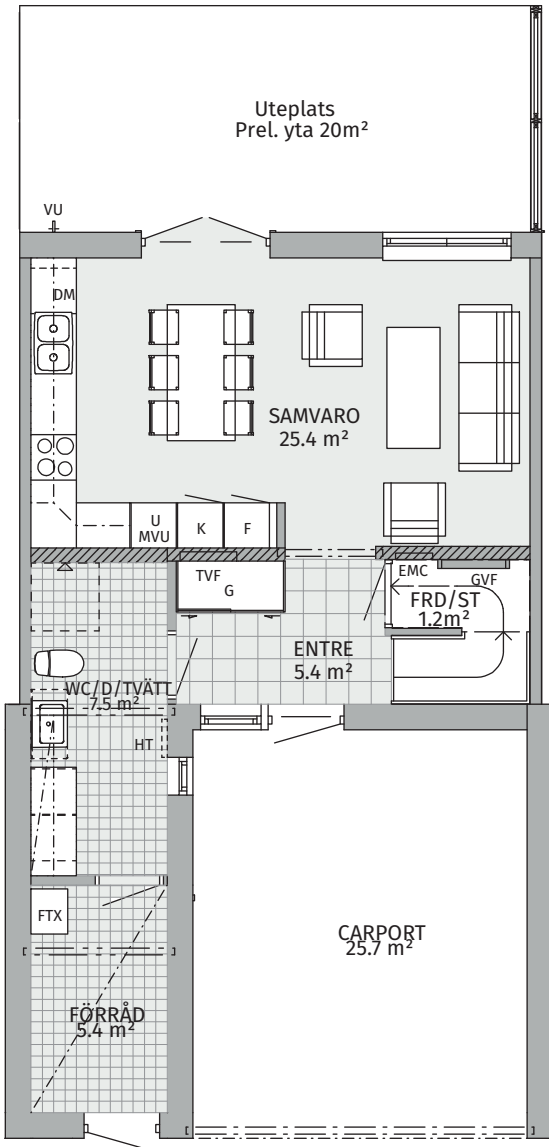 Uteplats
Prel. yta 20m²
VU
DM
SAMVARO
25.4 m²
U
MVU
K
F
TVF
G
EMC
GVF
FRD/ST
1.2m²
ENTRE
5.4 m²
WC/D/TVÄTT
7.5 m²
HT
FTX
CARPORT
25.7 m²
FÖRRÅD
5.4 m²